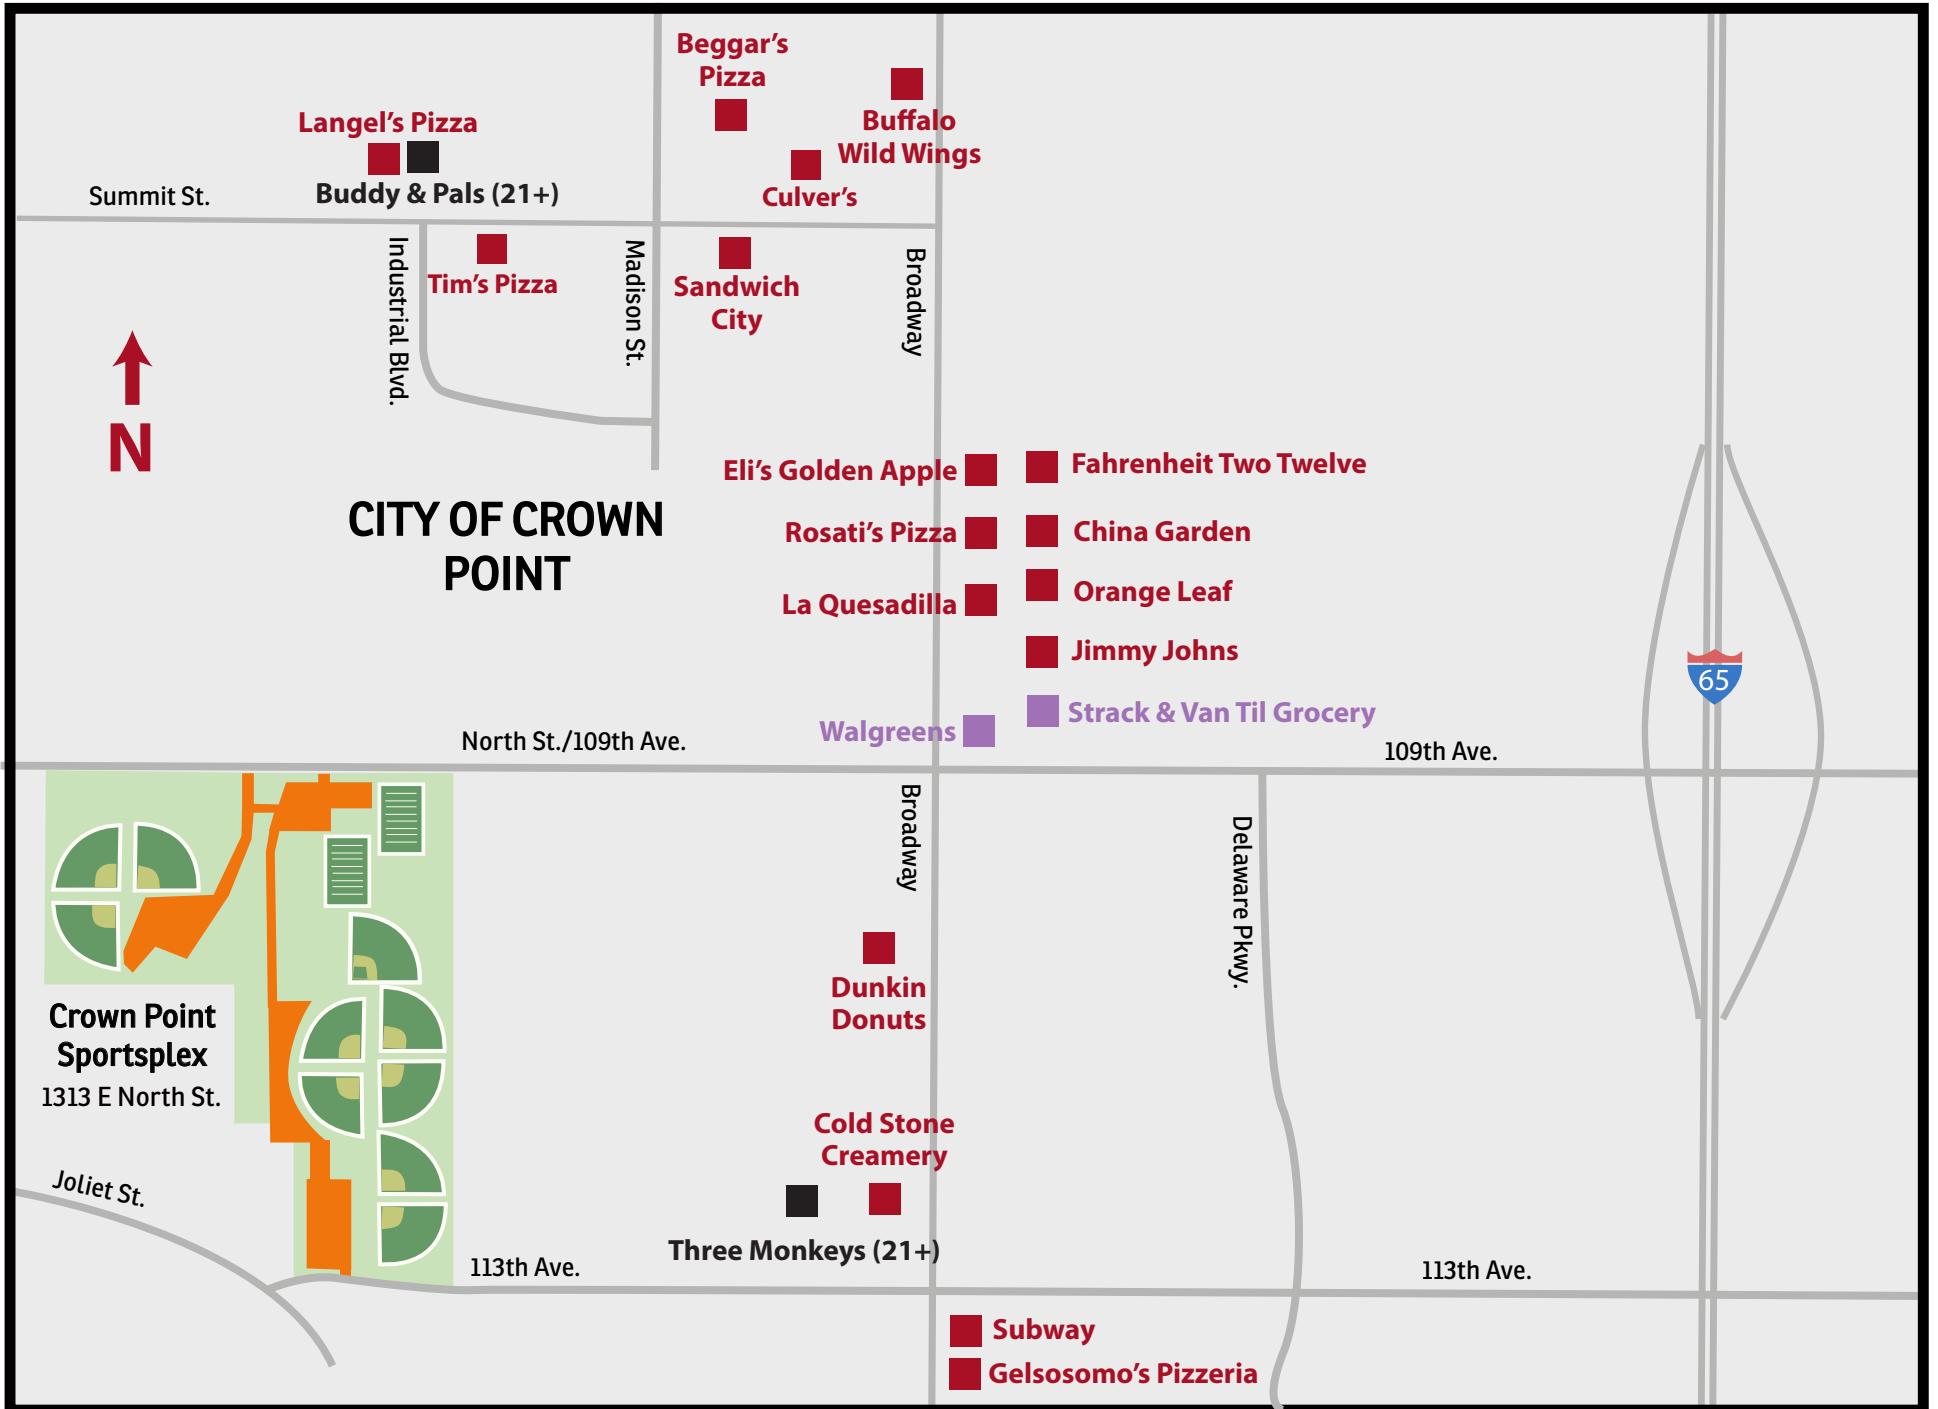 Beggar's
Pizza
Buffalo
Wild Wings
Langel's Pizza
Buddy & Pals (21+)
Culver's
Summit St.
Industrial Blvd.
Tim's Pizza
Madison St.
Sandwich
City
Broadway
N
CITY OF CROWN
POINT
Eli's Golden Apple
Fahrenheit Two Twelve
Rosati's Pizza
China Garden
La Quesadilla
Orange Leaf
Jimmy Johns
65
Walgreens
Strack & Van Til Grocery
North St./109th Ave.
109th Ave.
Broadway
Delaware Pkwy.
Dunkin
Donuts
Crown Point
Sportsplex
1313 E North St.
Cold Stone
Creamery
Three Monkeys (21+)
Joliet St.
113th Ave.
113th Ave.
Subway
Gelsosomo's Pizzeria